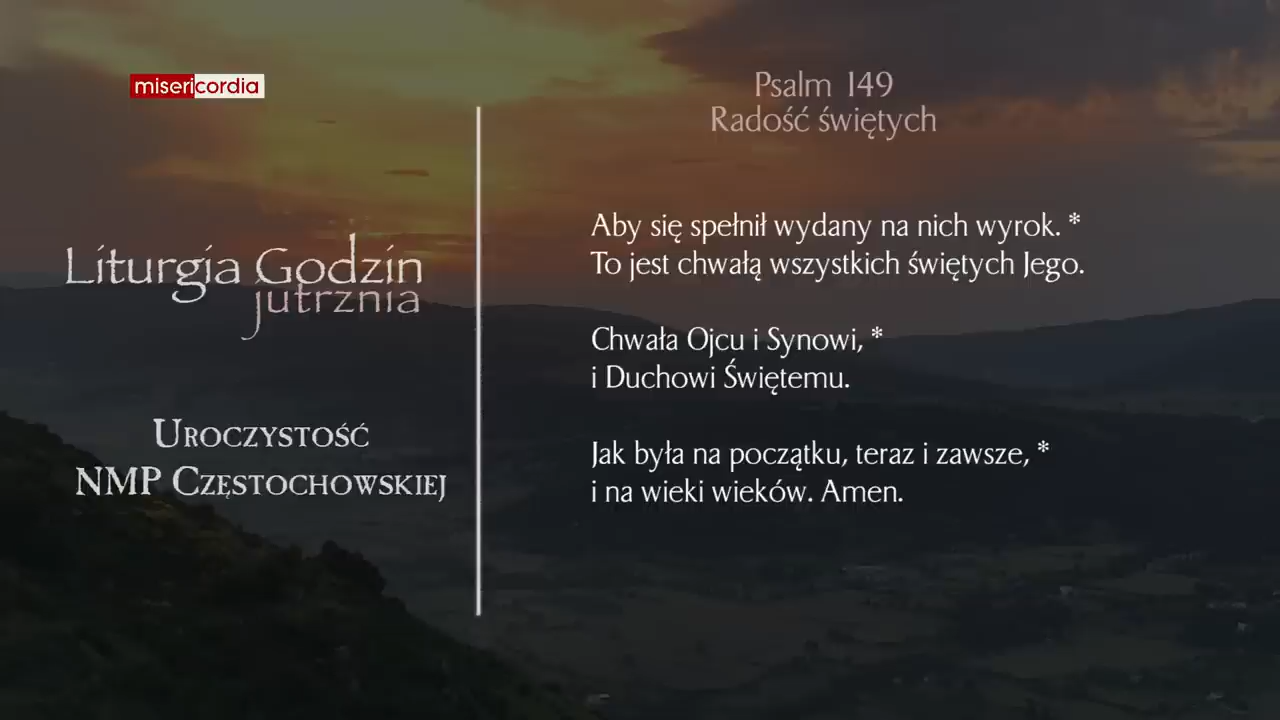 misericordia
Liturgia Godzin
jutrznia
Uroczystość
NMP Częstochowskiej
Psalm 149
Radość świętych
Aby się spełnił wydany na nich wyrok. *
To jest chwałą wszystkich świętych Jego.
Chwała Ojcu i Synowi, *
i Duchowi Świętemu.
Jak była na początku, teraz i zawsze, *
i na wieki wieków. Amen.